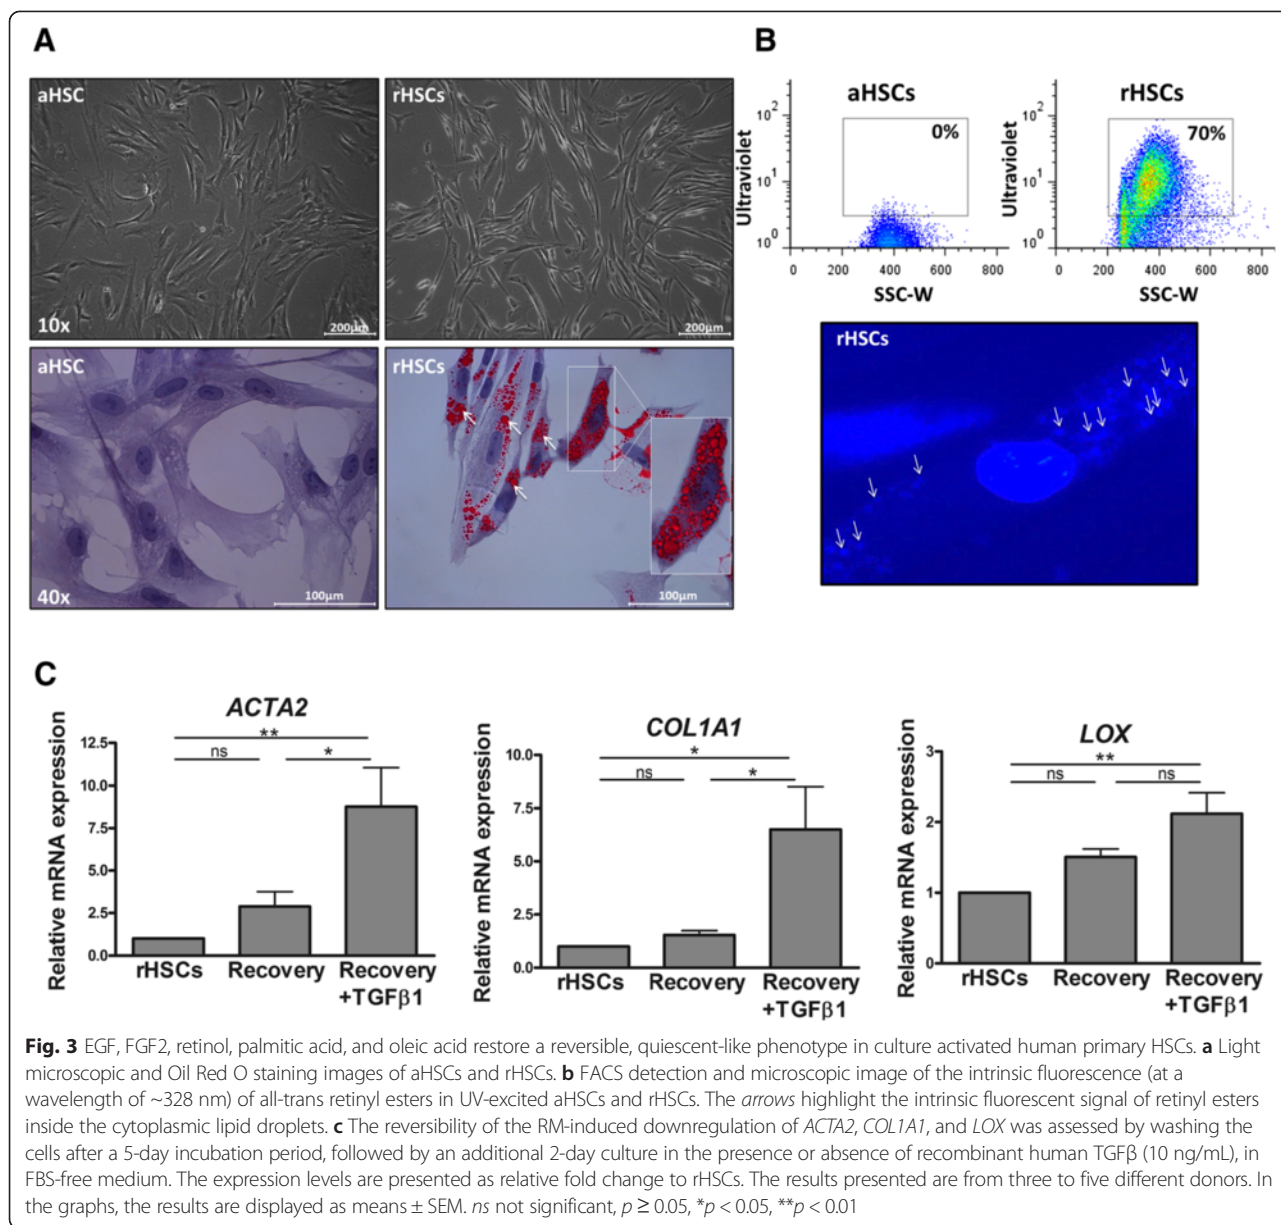 A
aHSC
10x
200µm
rHSCs
200µm
aHSC
40x
100µm
rHSCs
100µm
B
aHSCs
Ultraviolet
10²
10¹
10⁰
0%
0 200 400 600 800
SSC-W
rHSCs
Ultraviolet
10²
10¹
10⁰
70%
0 200 400 600 800
SSC-W
rHSCs
C
ACTA2
Relative mRNA expression
12.5
10.0
7.5
5.0
2.5
0.0
**
ns *
rHSCs Recovery Recovery
+TGFβ1
COL1A1
Relative mRNA expression
10.0
7.5
5.0
2.5
0.0
*
ns *
rHSCs Recovery Recovery
+TGFβ1
LOX
Relative mRNA expression
3
2
1
0
**
ns ns
rHSCs Recovery Recovery
+TGFβ1
Fig. 3 EGF, FGF2, retinol, palmitic acid, and oleic acid restore a reversible, quiescent-like phenotype in culture activated human primary HSCs. a Light
microscopic and Oil Red O staining images of aHSCs and rHSCs. b FACS detection and microscopic image of the intrinsic fluorescence (at a
wavelength of ~328 nm) of all-trans retinyl esters in UV-excited aHSCs and rHSCs. The arrows highlight the intrinsic fluorescent signal of retinyl esters
inside the cytoplasmic lipid droplets. c The reversibility of the RM-induced downregulation of ACTA2, COL1A1, and LOX was assessed by washing the
cells after a 5-day incubation period, followed by an additional 2-day culture in the presence or absence of recombinant human TGFβ (10 ng/mL), in
FBS-free medium. The expression levels are presented as relative fold change to rHSCs. The results presented are from three to five different donors. In
the graphs, the results are displayed as means ± SEM. ns not significant, p ≥ 0.05, *p < 0.05, **p < 0.01